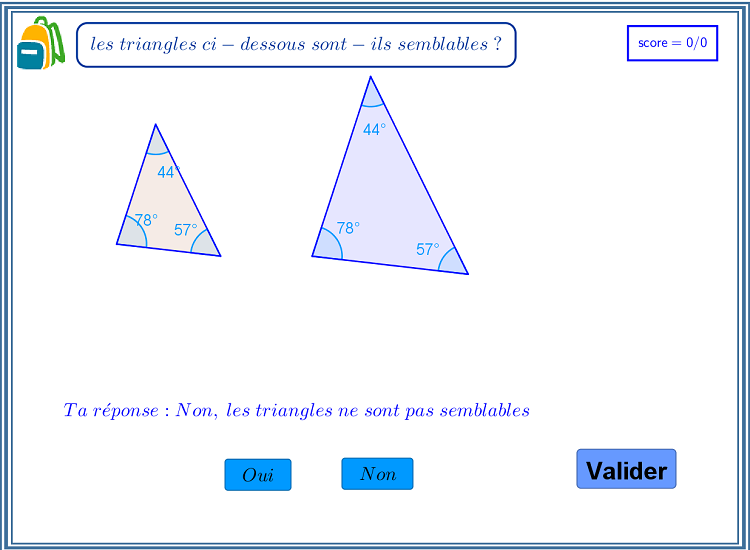 les triangles ci – dessous sont – ils semblables ?
score = 0/0
44°
44°
78°
57°
78°
57°
Ta réponse : Non, les triangles ne sont pas semblables
Oui
Non
Valider